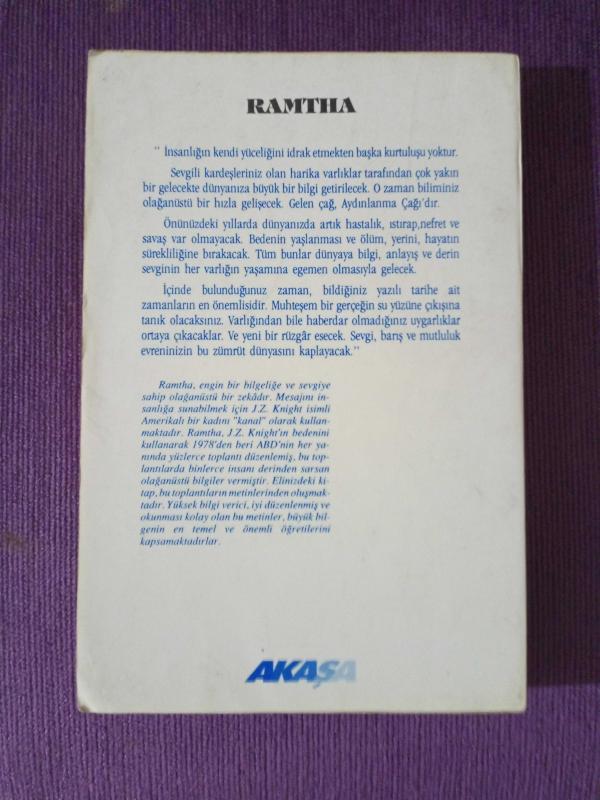 RAMTHA
" İnsanlığın kendi yüceliğini idrak etmekten başka kurtuluşu yoktur.
Sevgili kardeşleriniz olan harika varlıklar tarafından çok yakın
bir gelecekte dünyanıza büyük bir bilgi getirilecek. O zaman biliminiz
olağanüstü bir hızla gelişecek. Gelen çağ, Aydınlanma Çağı'dır.
Önünüzdeki yıllarda dünyanızda artık hastalık, ıstırap,nefret ve
savaş var olmayacak. Bedenin yaşlanması ve ölüm, yerini, hayatın
sürekliliğine bırakacak. Tüm bunlar dünyaya bilgi, anlayış ve derin
sevginin her varlığın yaşamına egemen olmasıyla gelecek.
İçinde bulunduğunuz zaman, bildiğiniz yazılı tarihe ait
zamanların en önemlisidir. Muhteşem bir gerçeğin su yüzüne çıkışına
tanık olacaksınız. Varlığından bile haberdar olmadığınız uygarlıklar
ortaya çıkacaklar. Ve yeni bir rüzgâr esecek. Sevgi, barış ve mutluluk
evreninizin bu zümrüt dünyasını kaplayacak."
Ramtha, engin bir bilgeliğe ve sevgiye
sahip olağanüstü bir zekâdır. Mesajını in-
sanlığa sunabilmek için J.Z. Knight isimli
Amerikalı bir kadını "kanal" olarak kullan-
maktadır. Ramtha, J.Z. Knight'ın bedenini
kullanarak 1978'den beri ABD'nin her ya-
nında yüzlerce toplantı düzenlemiş, bu top-
lantılarda binlerce insanı derinden sarsan
olağanüstü bilgiler vermiştir. Elinizdeki ki-
tap, bu toplantıların metinlerinden oluşmak-
tadır. Yüksek bilgi verici, iyi düzenlenmiş ve
okunması kolay olan bu metinler, büyük bil-
genin en temel ve önemli öğretilerini
kapsamaktadırlar.
AKAŞA